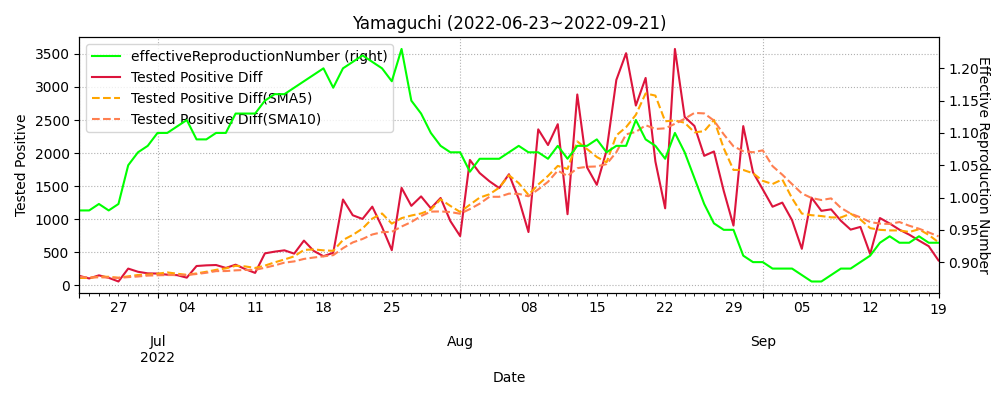 Yamaguchi (2022-06-23~2022-09-21)
effectiveReproductionNumber (right)
Tested Positive Diff
Tested Positive Diff(SMA5)
Tested Positive Diff(SMA10)
Tested Positive
3500
3000
2500
2000
1500
1000
500
0
Effective Reproduction Number
1.20
1.15
1.10
1.05
1.00
0.95
0.90
27 04 11 18 25 08 15 22 29 05 12 19
Jul Aug Sep
2022
Date